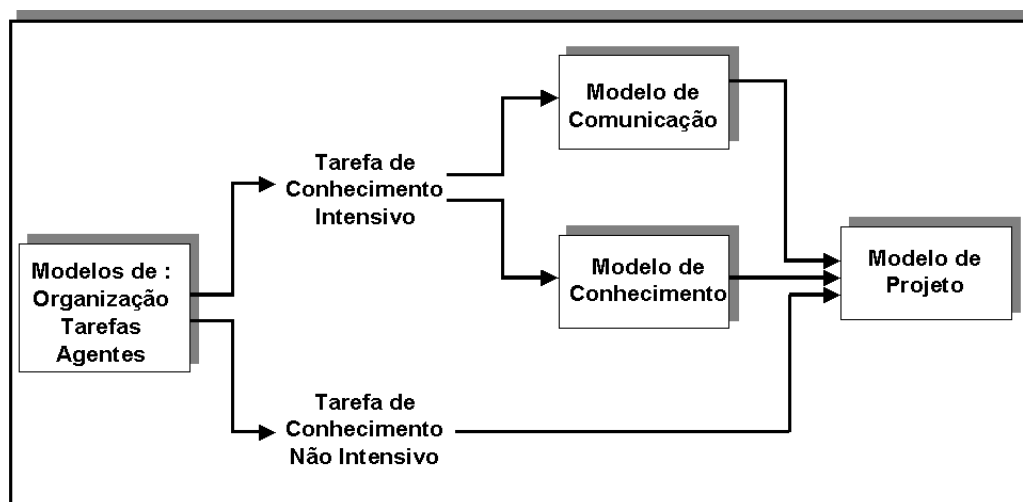 Modelos de :
Organização
Tarefas
Agentes
Tarefa de
Conhecimento
Intensivo
Tarefa de
Conhecimento
Não Intensivo
Modelo de
Comunicação
Modelo de
Conhecimento
Modelo de
Projeto